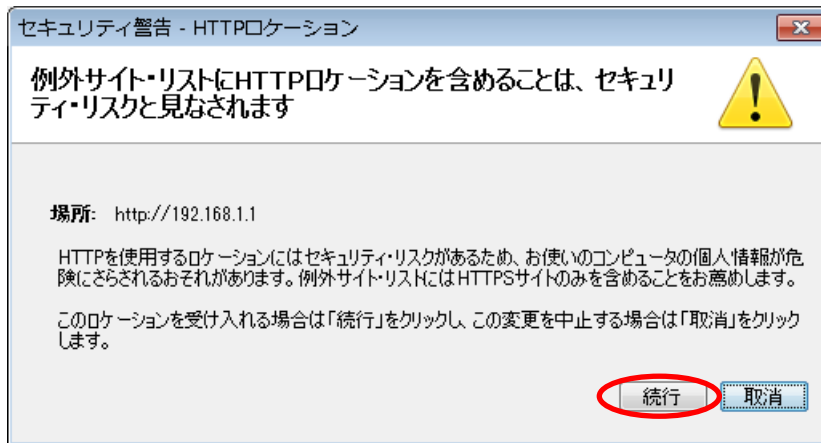 セキュリティ警告 - HTTPロケーション
例外サイト・リストにHTTPロケーションを含めることは、セキュリ
ティ・リスクと見なされます
場所: http://192.168.1.1
HTTPを使用するロケーションにはセキュリティ・リスクがあるため、お使いのコンピュータの個人情報が危
険にさらされるおそれがあります。例外サイト・リストにはHTTPSサイトのみを含めることをお薦めします。
このロケーションを受け入れる場合は「続行」をクリックし、この変更を中止する場合は「取消」をクリック
します。
続行 取消